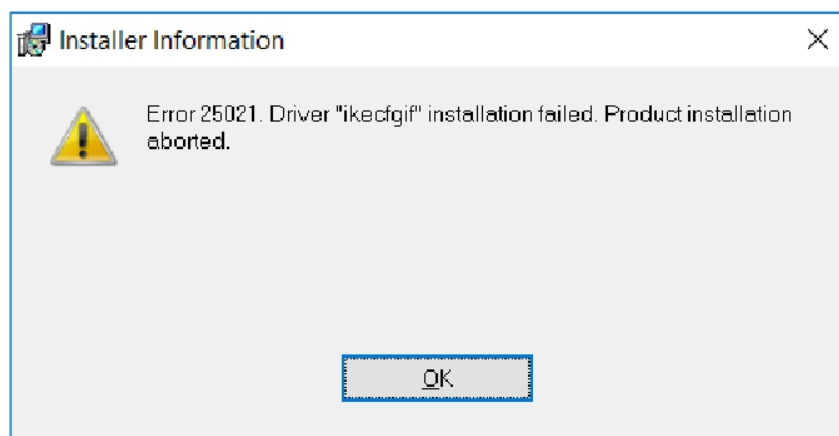 Installer Information
Error 25021. Driver "ikecfgif" installation failed. Product installation
aborted.
OK